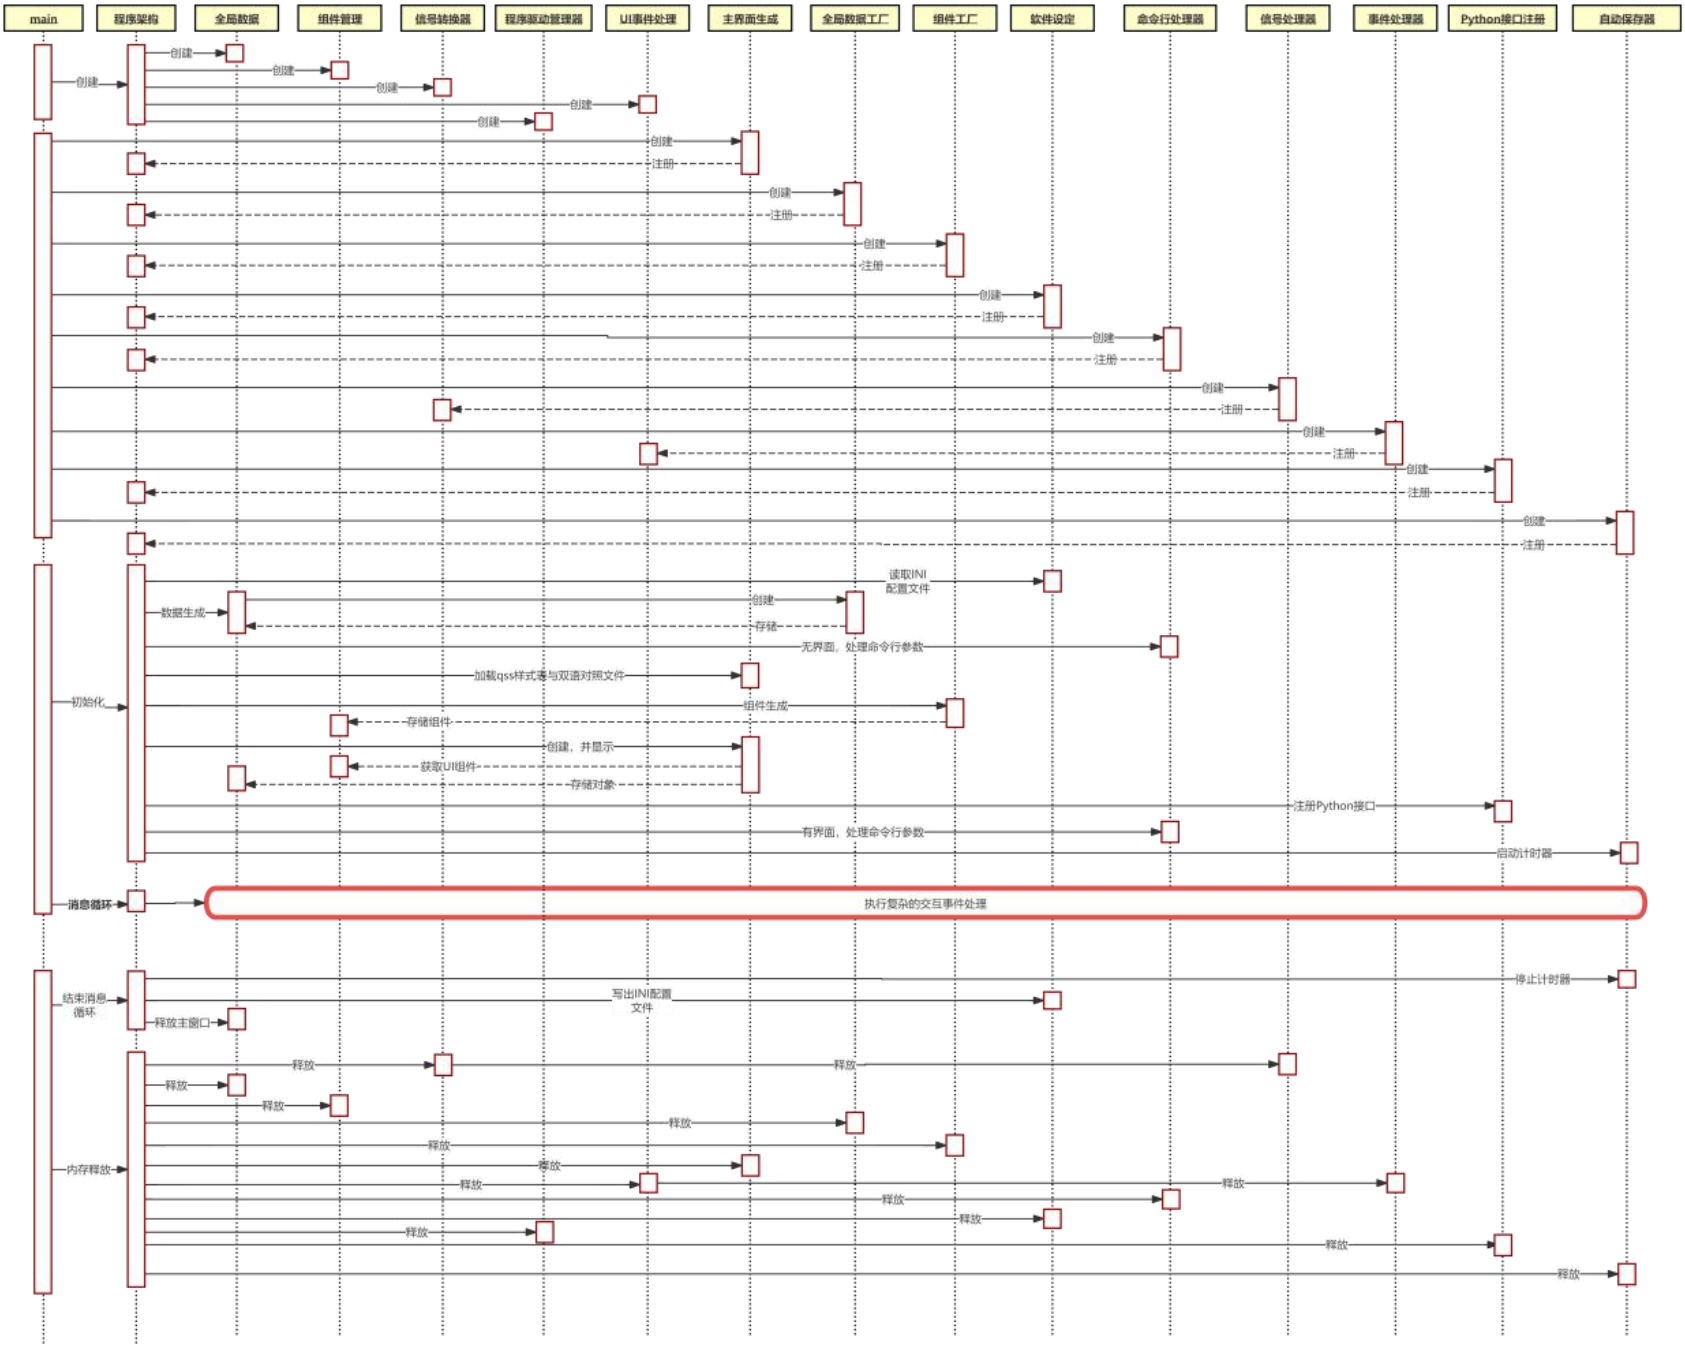 main
程序架构
全局数据
组件管理
信号转换器
程序驱动管理器
UI事件处理
主界面生成
全局数据工厂
组件工厂
软件设定
命令行处理器
信号处理器
事件处理器
Python接口注册
自动保存器
创建
创建
创建
创建
创建
创建
创建
注册
创建
注册
创建
注册
创建
注册
创建
注册
创建
注册
创建
注册
创建
注册
创建
注册
读取INI
配置文件
创建
数据生成
存储
无界面，处理命令行参数
加载qss样式表与双语对照文件
初始化
组件生成
存储组件
创建，并显示
获取UI组件
存储对象
注册Python接口
有界面，处理命令行参数
启动计时器
消息循环
执行复杂的交互事件处理
停止计时器
结束消息
循环
写出INI配置
文件
释放主窗口
释放
释放
释放
释放
释放
释放
释放
内存释放
释放
释放
释放
释放
释放
释放
释放